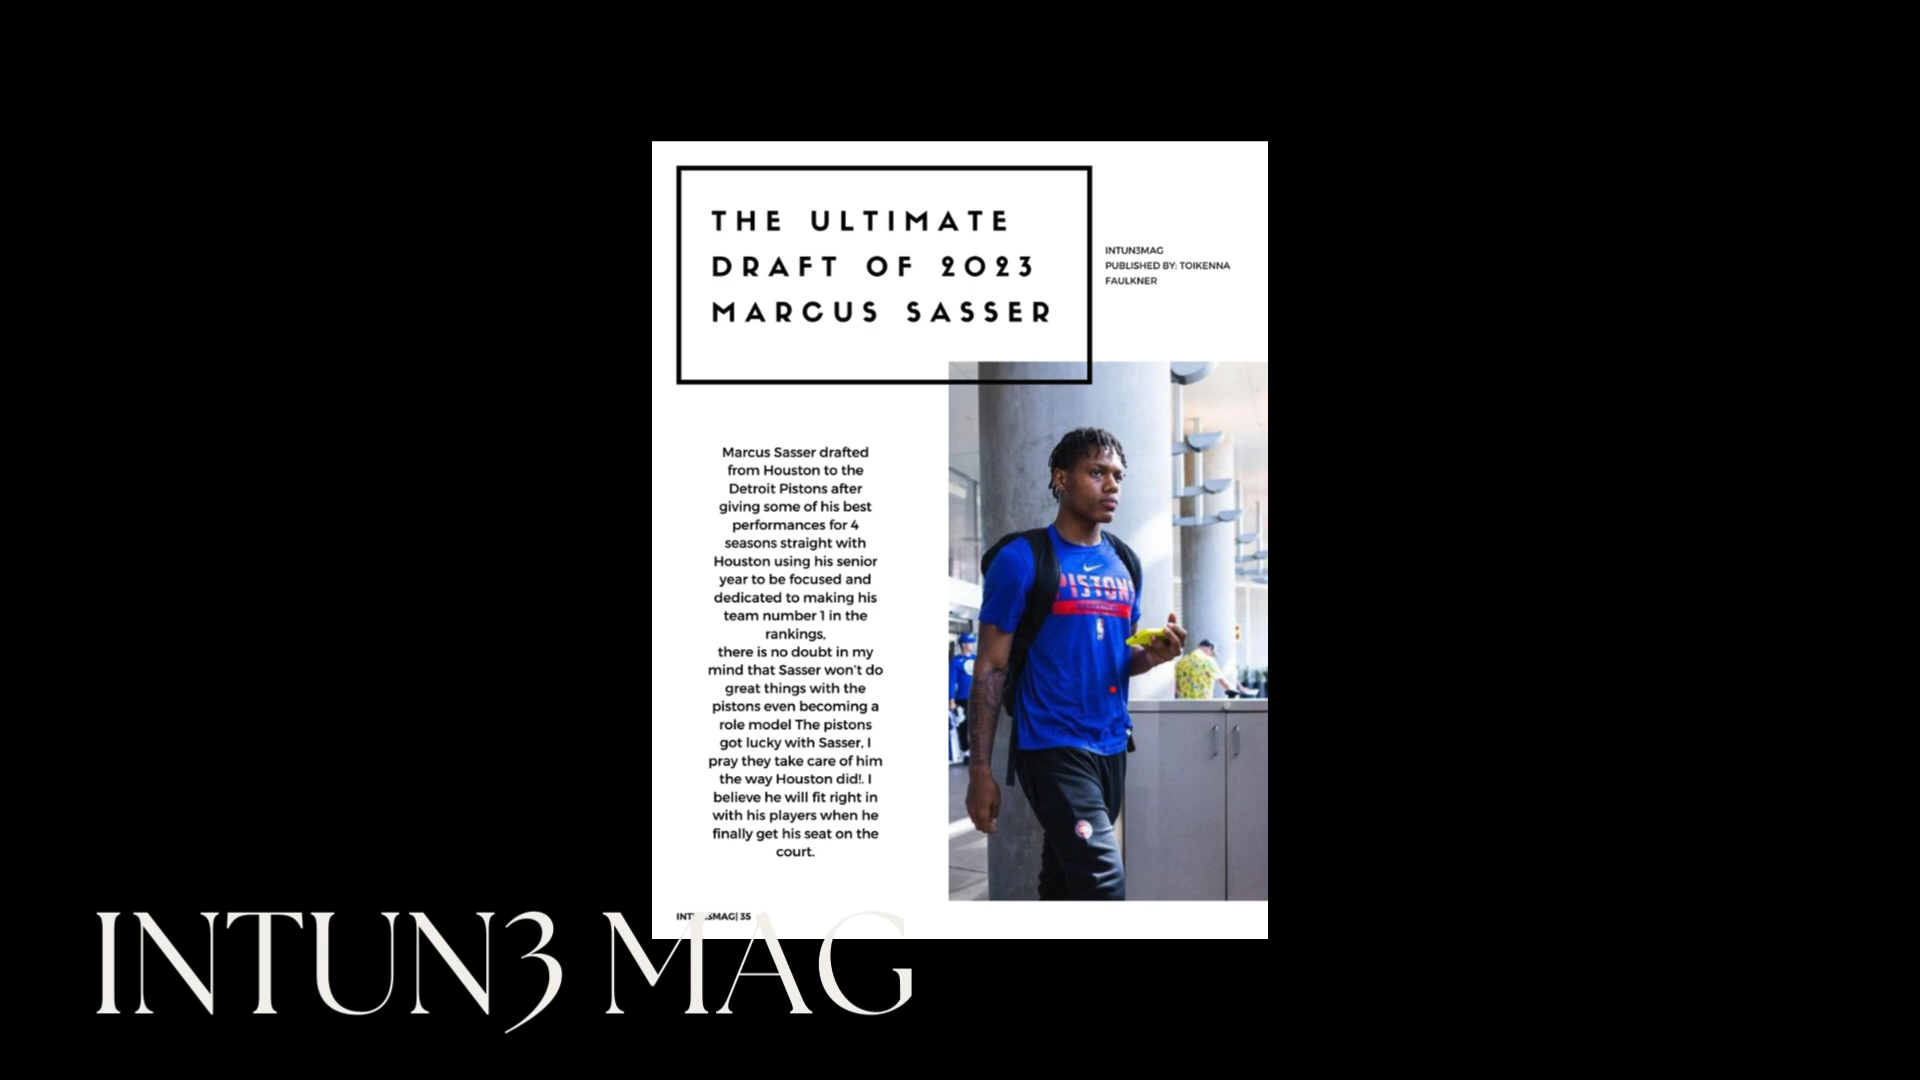 THE ULTIMATE
DRAFT OF 2023
MARCUS SASSER
INTUN3MAG
PUBLISHED BY: TOIKENNA
FAULKNER
Marcus Sasser drafted
from Houston to the
Detroit Pistons after
giving some of his best
performances for 4
seasons straight with
Houston using his senior
year to be focused and
dedicated to making his
team number 1 in the
rankings,
there is no doubt in my
mind that Sasser won't do
great things with the
pistons even becoming a
role model The pistons
got lucky with Sasser, I
pray they take care of him
the way Houston did!. I
believe he will fit right in
with his players when he
finally get his seat on the
court.
PISTONS
INTUN3MAG| 35
INTUN3 MAG